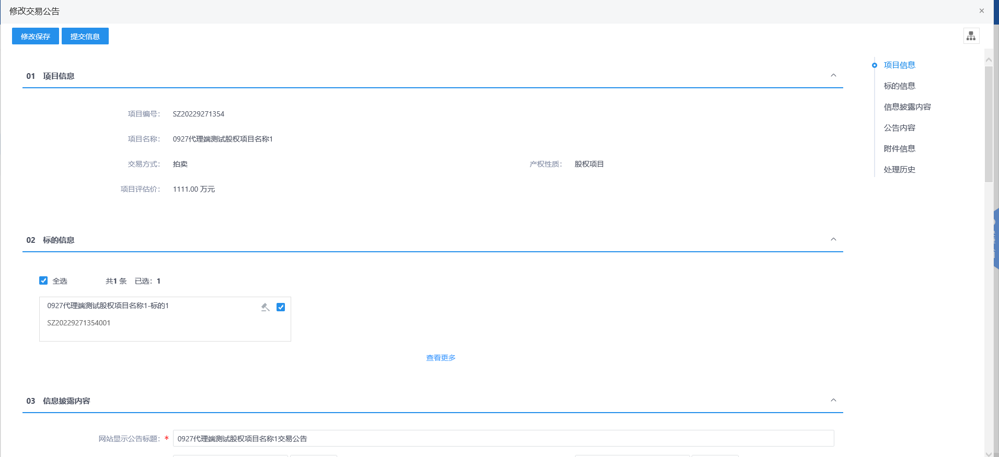 修改交易公告
修改保存 提交信息
01 项目信息
项目编号： SZ20229271354
项目名称： 0927代理端测试股权项目名称1
交易方式： 拍卖 产权性质： 股权项目
项目评估价： 1111.00 万元
02 标的信息
全选 共1 条 已选：1
0927代理端测试股权项目名称1-标的1
SZ20229271354001
查看更多
03 信息披露内容
网站显示公告标题：* 0927代理端测试股权项目名称1交易公告
项目信息
标的信息
信息披露内容
公告内容
附件信息
处理历史